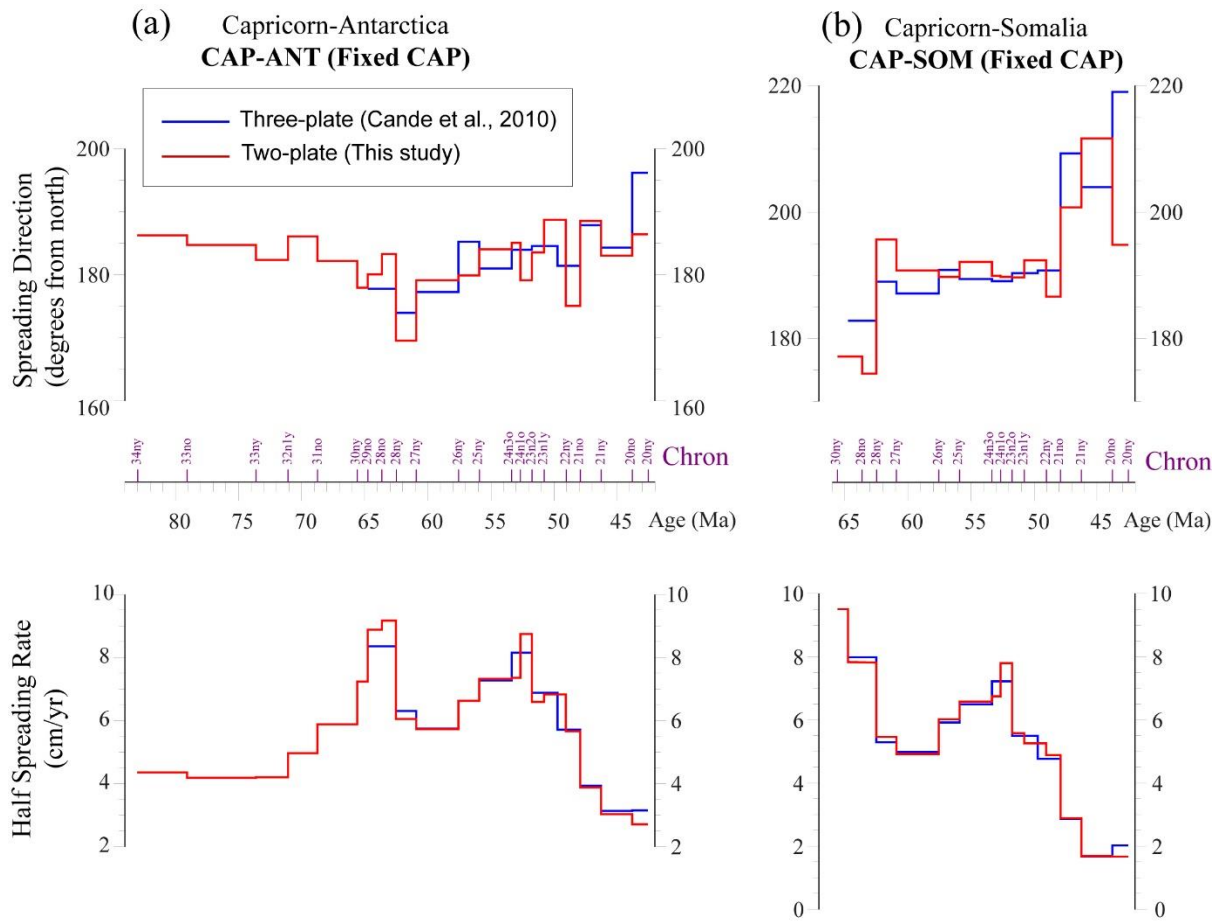 (a)
Capricorn-Antarctica
CAP-ANT (Fixed CAP)
Three-plate (Cande et al., 2010)
Two-plate (This study)
Spreading Direction
(degrees from north)
200
180
160
200
180
160
34ny
33no
33ny
32n1y
31no
30ny
29no
28no
28ny
27ny
26ny
25ny
24n3o
24n1o
23n2o
23n1y
22ny
21no
21ny
20no
20ny
Chron
80 75 70 65 60 55 50 45 Age (Ma)
Half Spreading Rate
(cm/yr)
10
8
6
4
2
10
8
6
4
2
(b)
Capricorn-Somalia
CAP-SOM (Fixed CAP)
220
200
180
220
200
180
30ny
28no
28ny
27ny
26ny
25ny
24n3o
24n1o
23n2o
23n1y
22ny
21no
21ny
20no
20ny
Chron
65 60 55 50 45 Age (Ma)
10
8
6
4
2
0
10
8
6
4
2
0